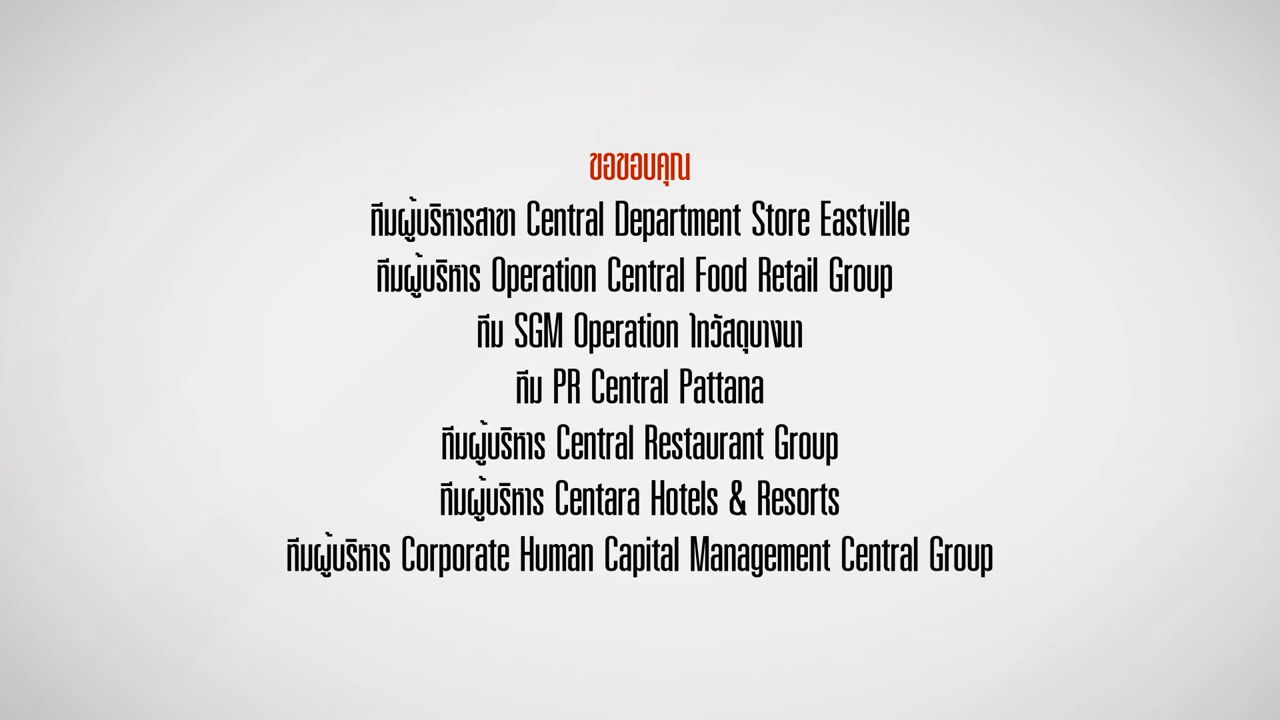 ขอขอบคุณ
ทีมผู้บริหารสาขา Central Department Store Eastville
ทีมผู้บริหาร Operation Central Food Retail Group
ทีม SGM Operation ไทวัสดุบางนา
ทีม PR Central Pattana
ทีมผู้บริหาร Central Restaurant Group
ทีมผู้บริหาร Centara Hotels & Resorts
ทีมผู้บริหาร Corporate Human Capital Management Central Group